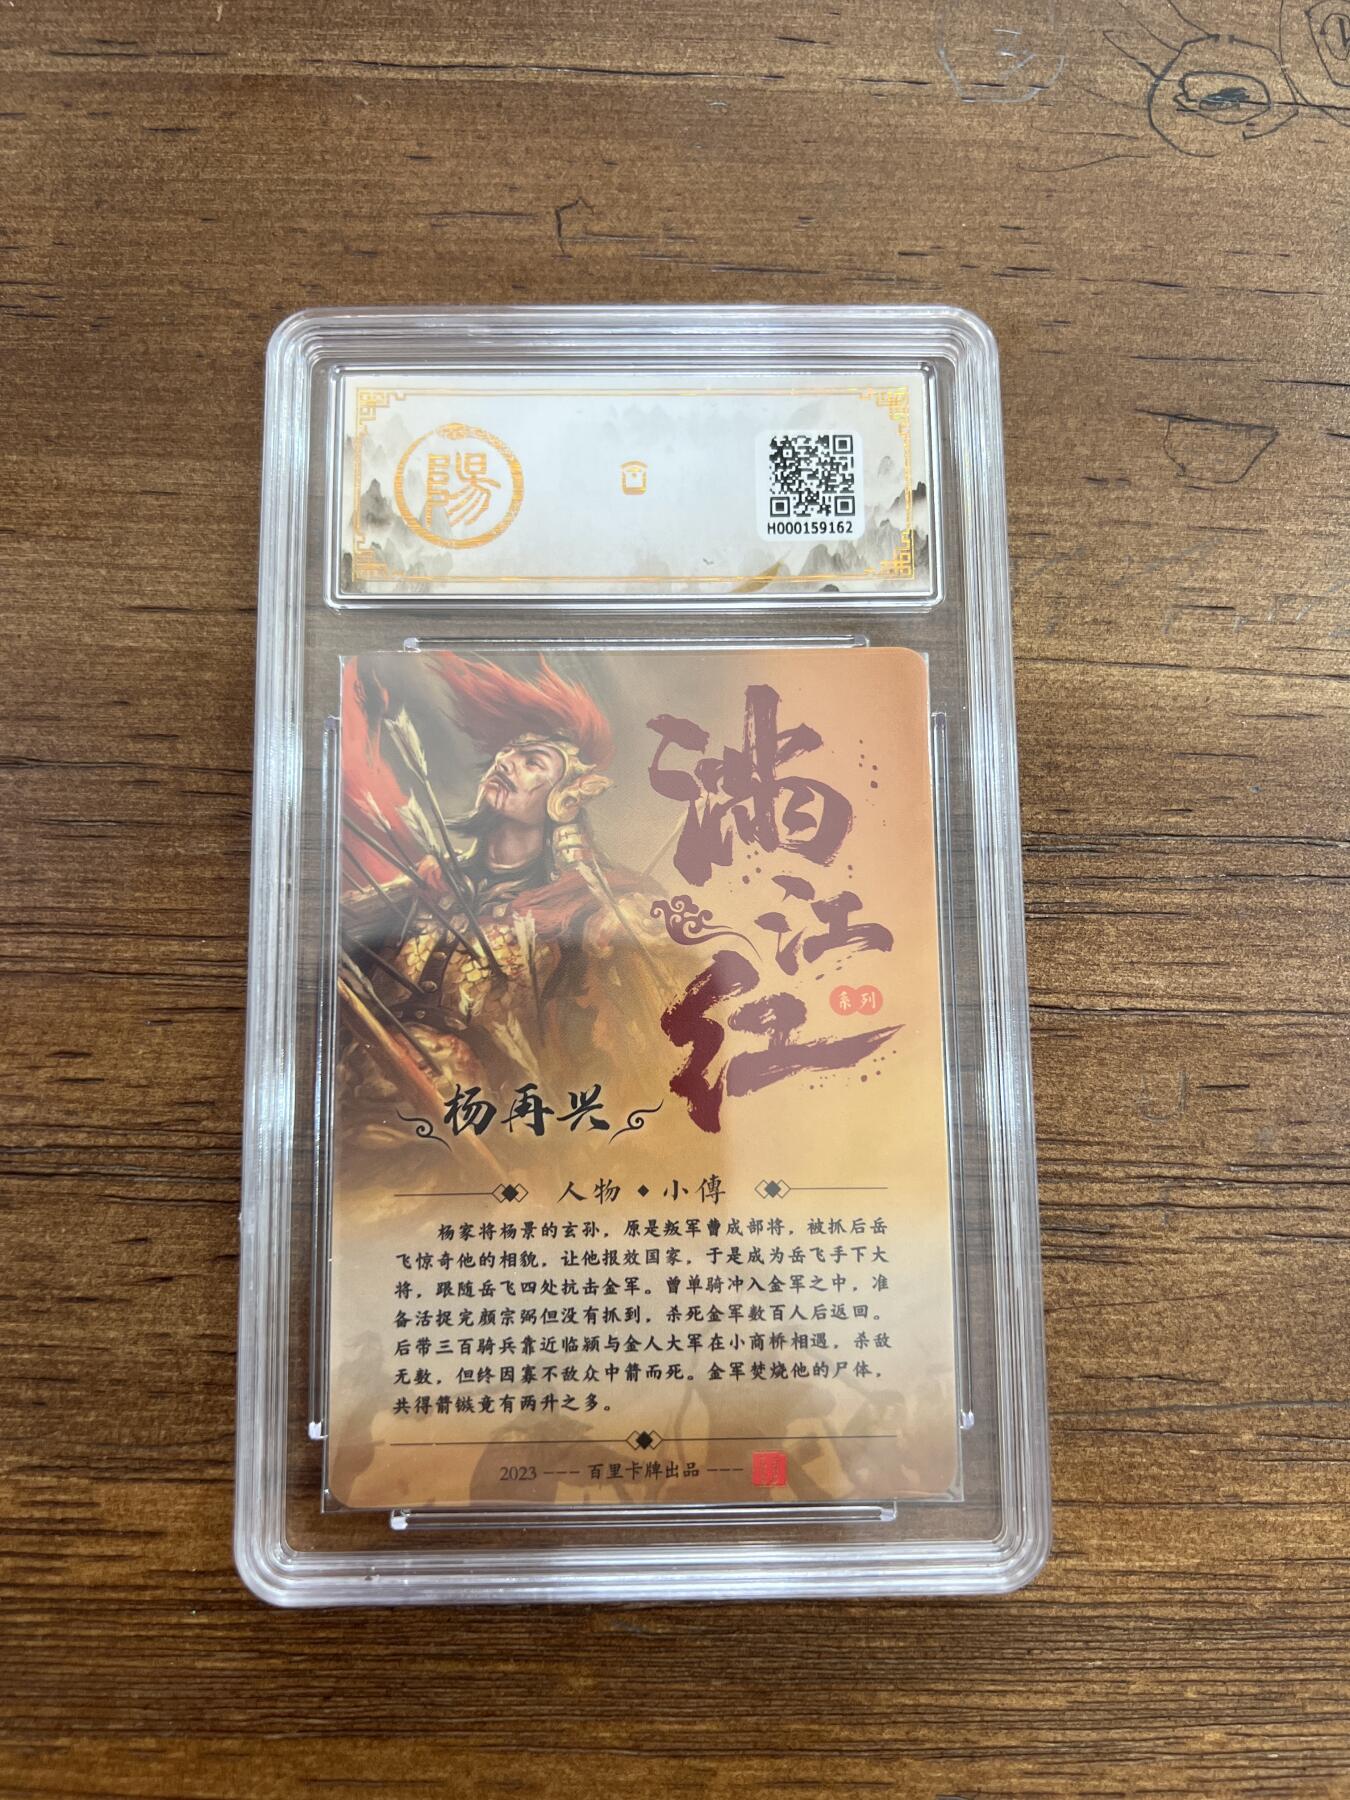 陽
H000159162
满江红
系列
杨再兴
人物◆小傳
杨家将杨景的玄孙，原是叛军曹成部将，被抓后岳
飞惊奇他的相貌，让他报效国家，于是成为岳飞手下大
将，跟随岳飞四处抗击金军。曾单骑冲入金军之中，准
备活捉完颜宗弼但没有抓到，杀死金军数百人后返回。
后带三百骑兵靠近临颍与金人大军在小商桥相遇，杀敌
无数，但终因寡不敌众中箭而死。金军焚烧他的尸体，
共得箭镞竟有两升之多。
2023 --- 百里卡牌出品 ---